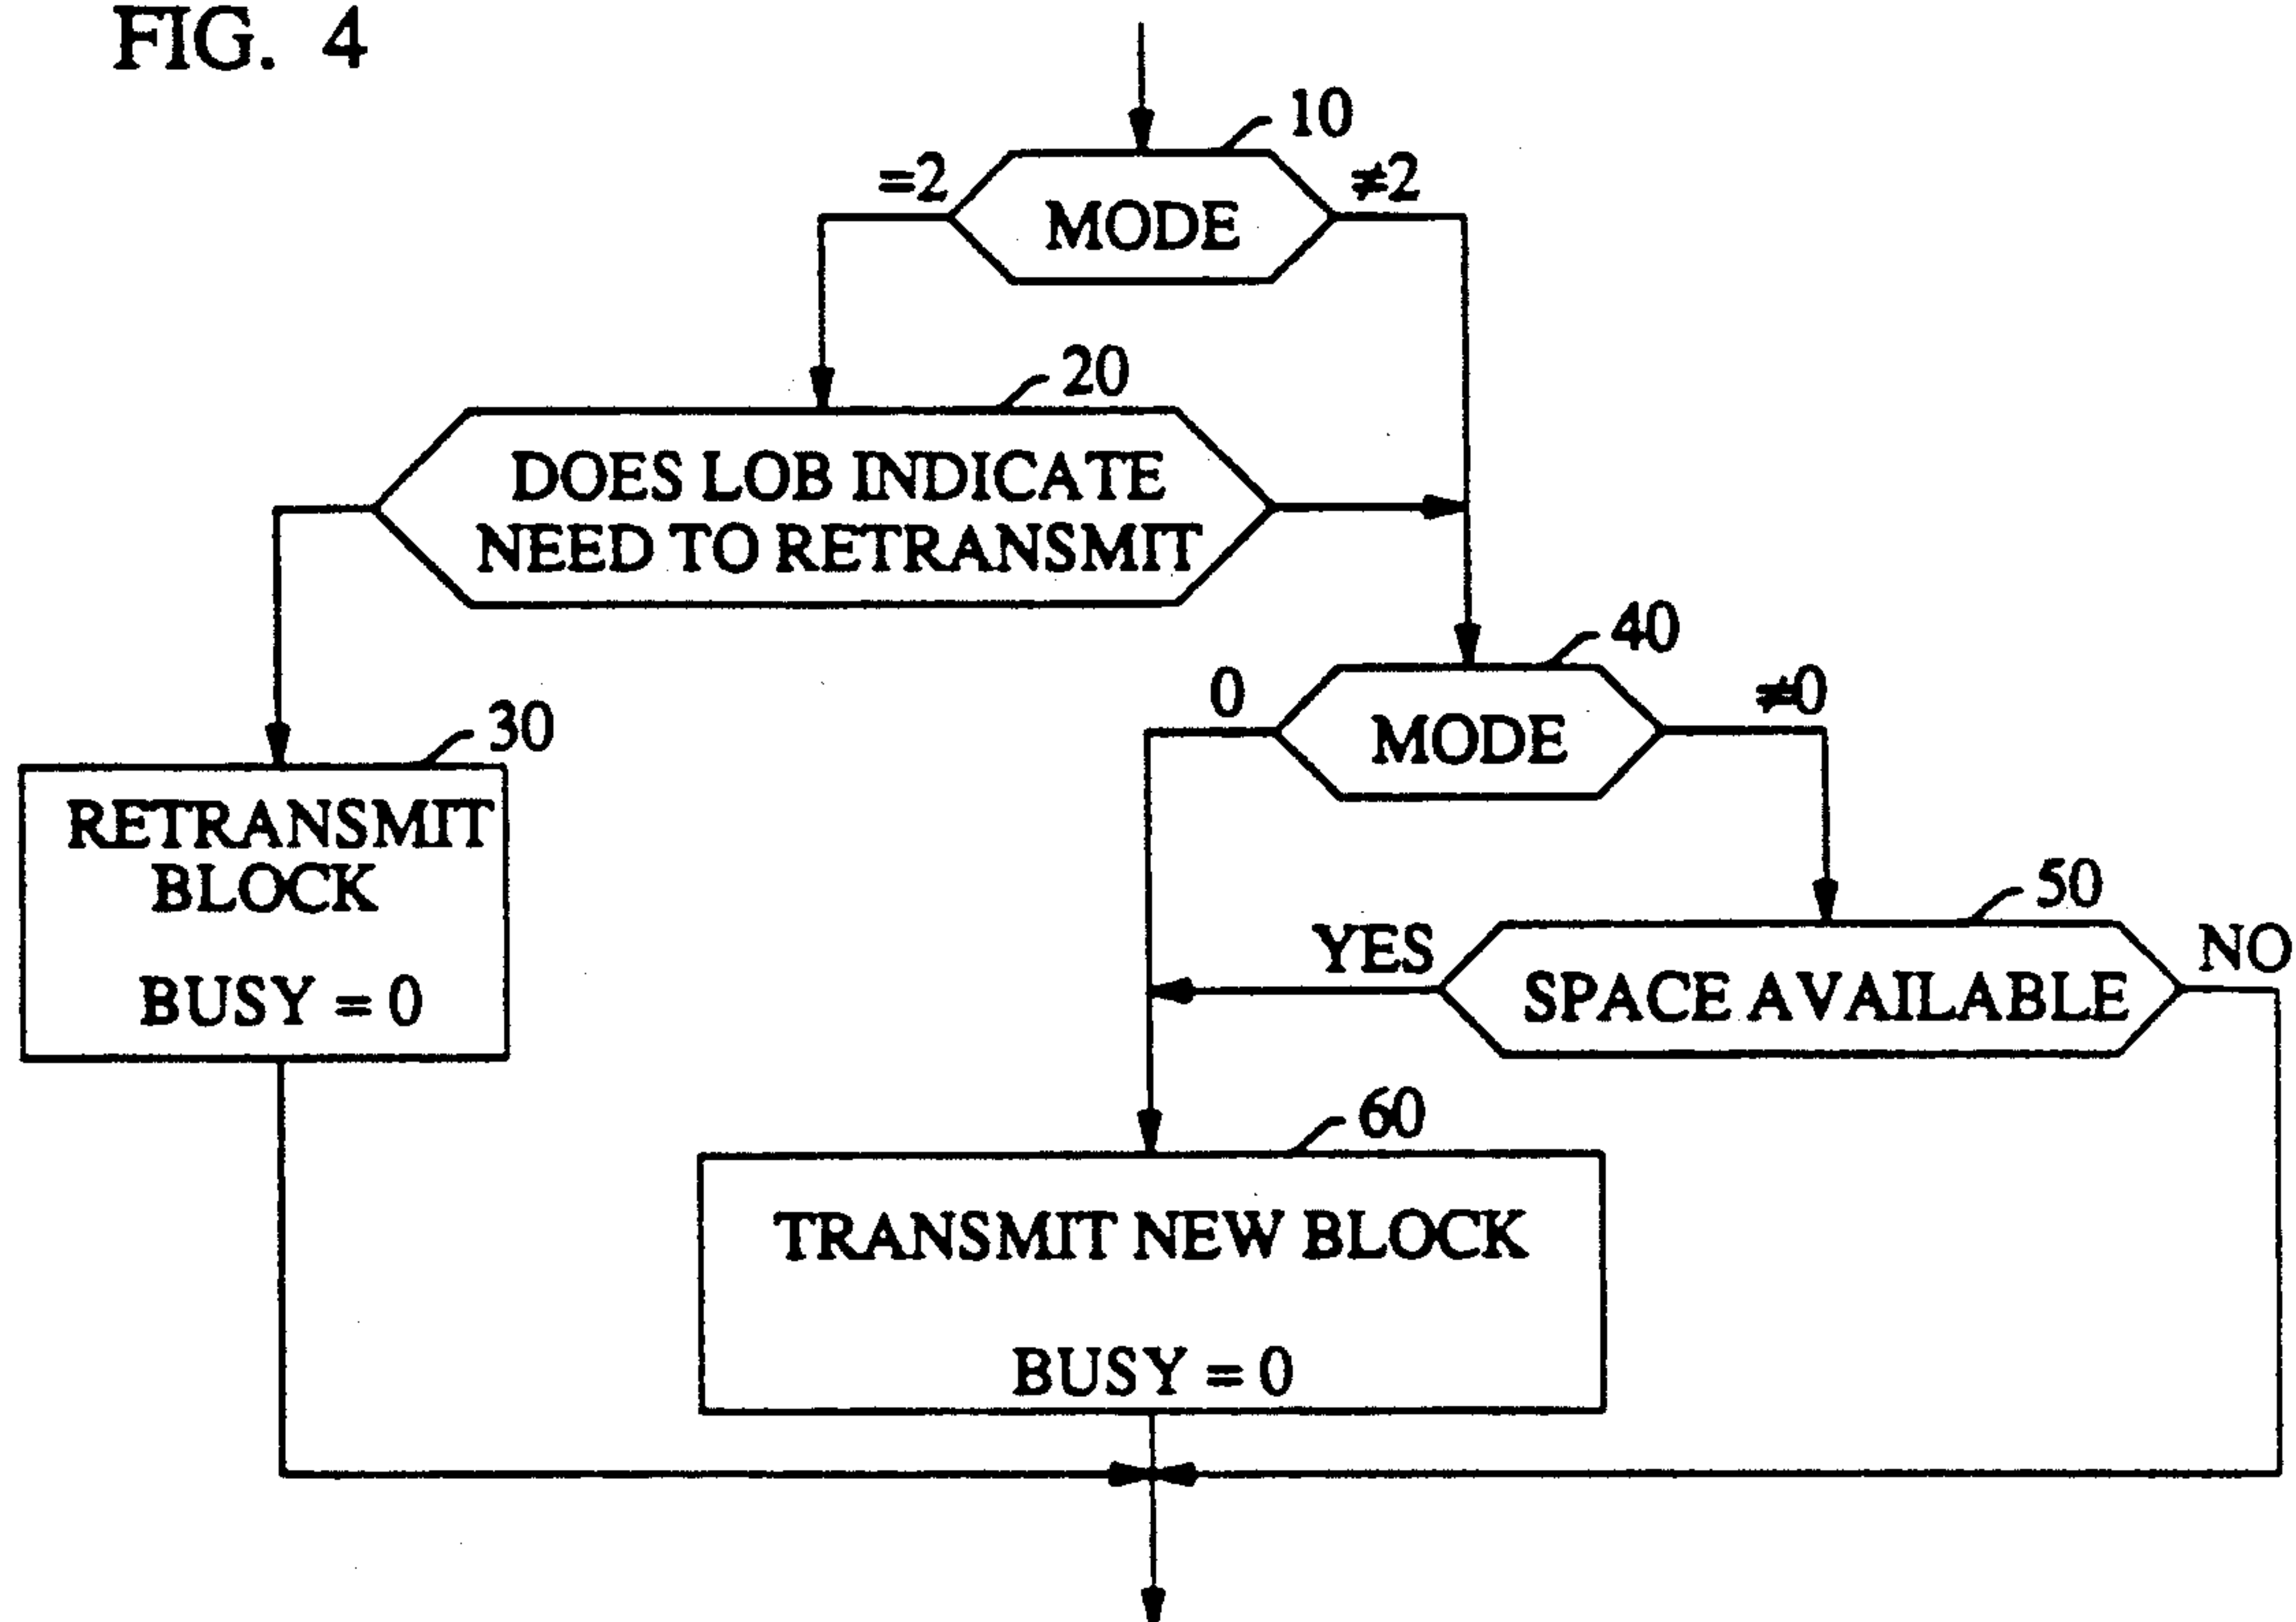 FIG. 4
10
=2
≠2
MODE
20
DOES LOB INDICATE
NEED TO RETRANSMIT
40
0
≠0
MODE
30
RETRANSMIT
BLOCK
BUSY = 0
50
YES
NO
SPACE AVAILABLE
60
TRANSMIT NEW BLOCK
BUSY = 0